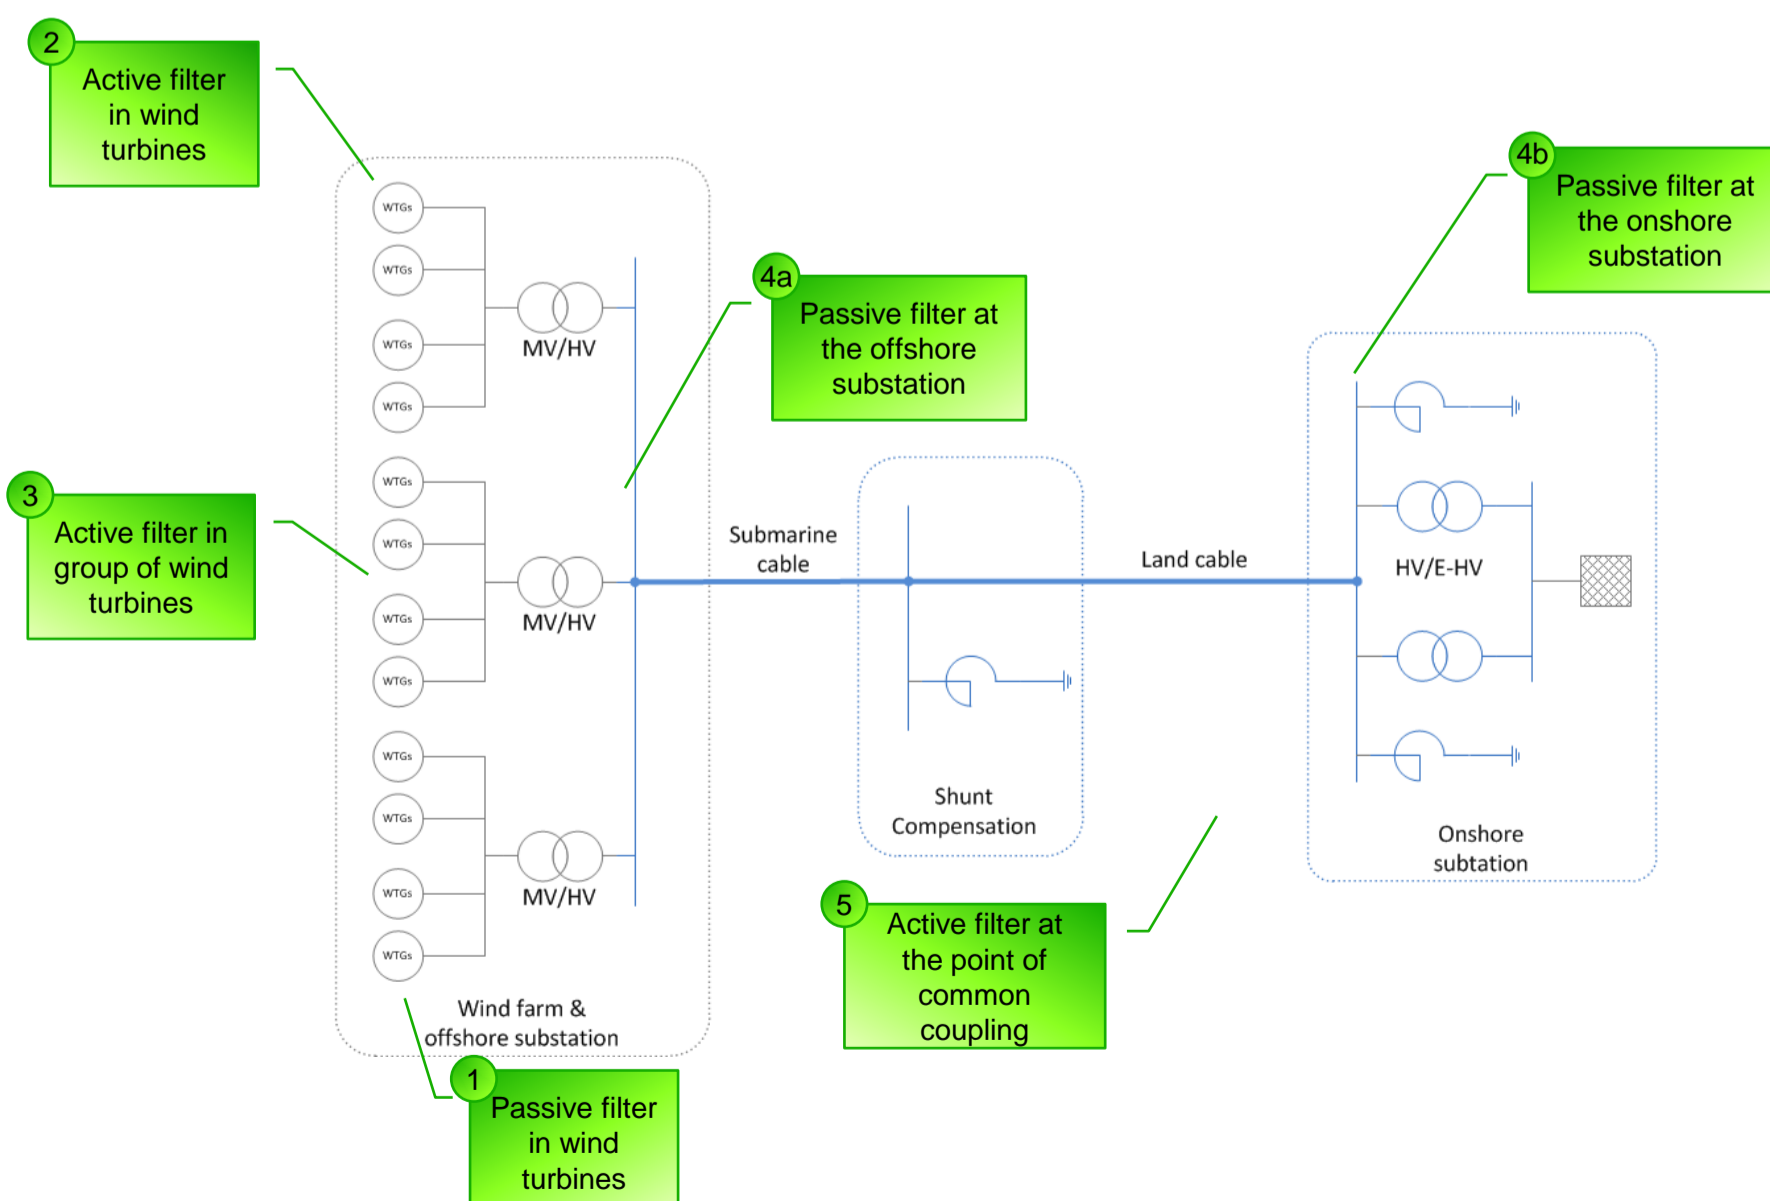 2
Active filter
in wind
turbines
4b
Passive filter at
the onshore
substation
4a
Passive filter at
the offshore
substation
3
Active filter in
group of wind
turbines
WTGs
WTGs
WTGs
WTGs
MV/HV
WTGs
WTGs
WTGs
WTGs
MV/HV
WTGs
WTGs
WTGs
WTGs
MV/HV
Wind farm &
offshore substation
Submarine
cable
Land cable
Shunt
Compensation
HV/E-HV
Onshore
subtation
5
Active filter at
the point of
common
coupling
1
Passive filter
in wind
turbines